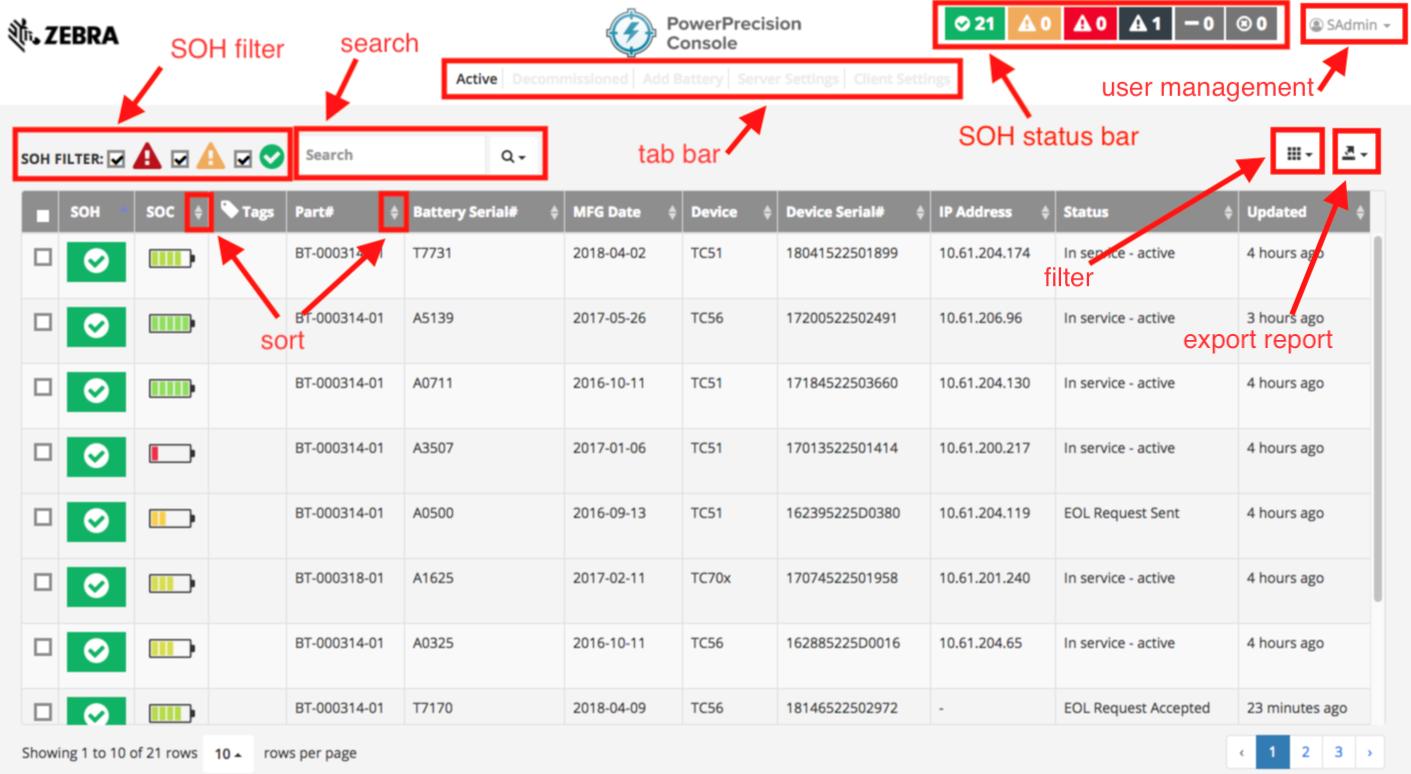 ZEBRA
PowerPrecision
Console
21 0 0 1 0 0
SAdmin
SOH filter
search
Active Decommissioned Add Battery Server Settings Client Settings
user management
tab bar
SOH status bar
SOH FILTER:
Search
SOH SOC Tags Part# Battery Serial# MFG Date Device Device Serial# IP Address Status Updated
BT-000314-01 T7731 2018-04-02 TC51 18041522501899 10.61.204.174 In service - active 4 hours ago
filter
BT-000314-01 A5139 2017-05-26 TC56 17200522502491 10.61.206.96 In service - active 3 hours ago
sort
export report
BT-000314-01 A0711 2016-10-11 TC51 17184522503660 10.61.204.130 In service - active 4 hours ago
BT-000314-01 A3507 2017-01-06 TC51 17013522501414 10.61.200.217 In service - active 4 hours ago
BT-000314-01 A0500 2016-09-13 TC51 162395225D0380 10.61.204.119 EOL Request Sent 4 hours ago
BT-000318-01 A1625 2017-02-11 TC70x 17074522501958 10.61.201.240 In service - active 4 hours ago
BT-000314-01 A0325 2016-10-11 TC56 162885225D0016 10.61.204.65 In service - active 4 hours ago
BT-000314-01 T7170 2018-04-09 TC56 18146522502972 - EOL Request Accepted 23 minutes ago
Showing 1 to 10 of 21 rows 10 rows per page
‹ 1 2 3 ›